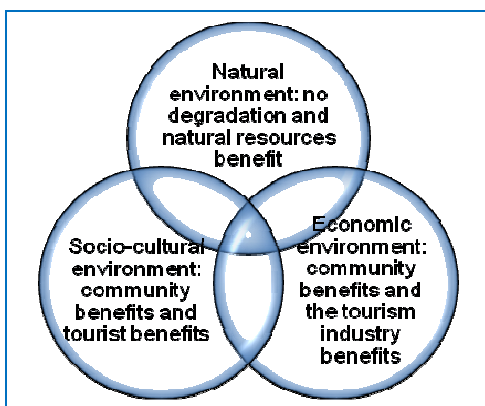 Natural
environment: no
degradation and
natural resources
benefit
Socio-cultural
environment:
community
benefits and
tourist benefits
Economic
environment:
community
benefits and
the tourism
industry
benefits